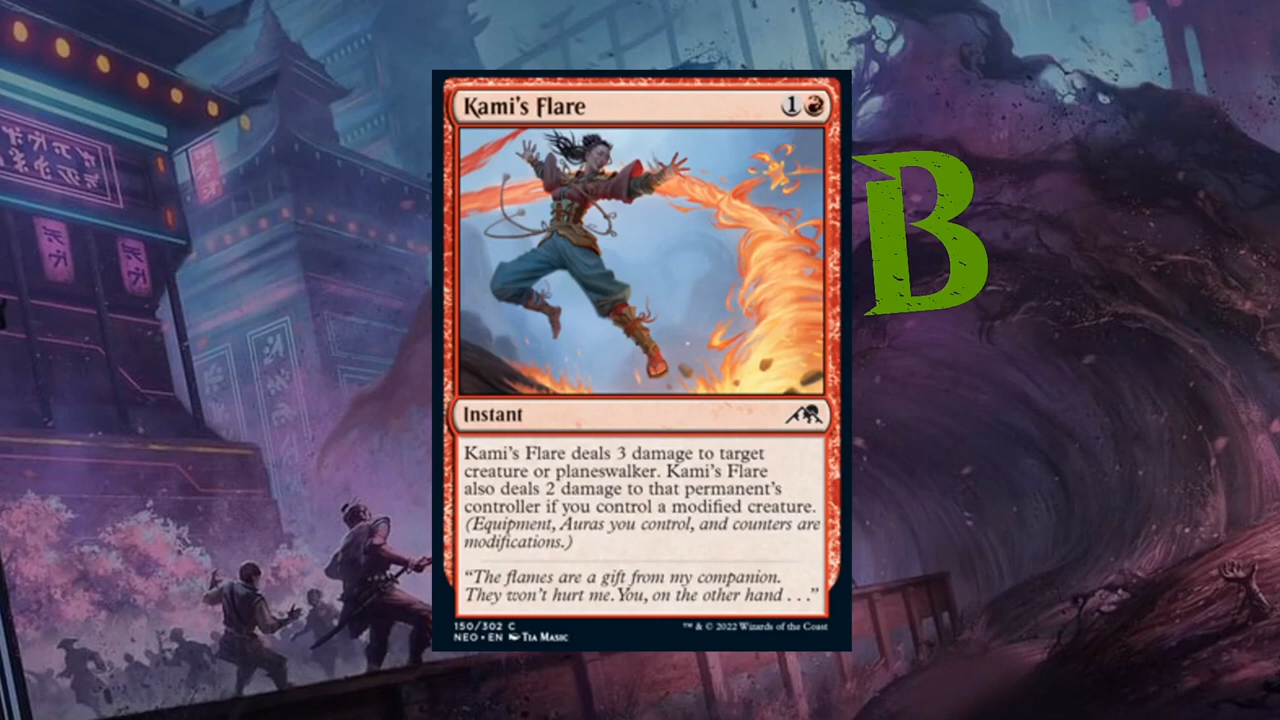 Kami's Flare 1
B
Instant
Kami's Flare deals 3 damage to target
creature or planeswalker. Kami's Flare
also deals 2 damage to that permanent's
controller if you control a modified creature.
(Equipment, Auras you control, and counters are
modifications.)
“The flames are a gift from my companion.
They won't hurt me. You, on the other hand . . .”
150/302 C
NEO • EN Tia Masic
™ & © 2022 Wizards of the Coast